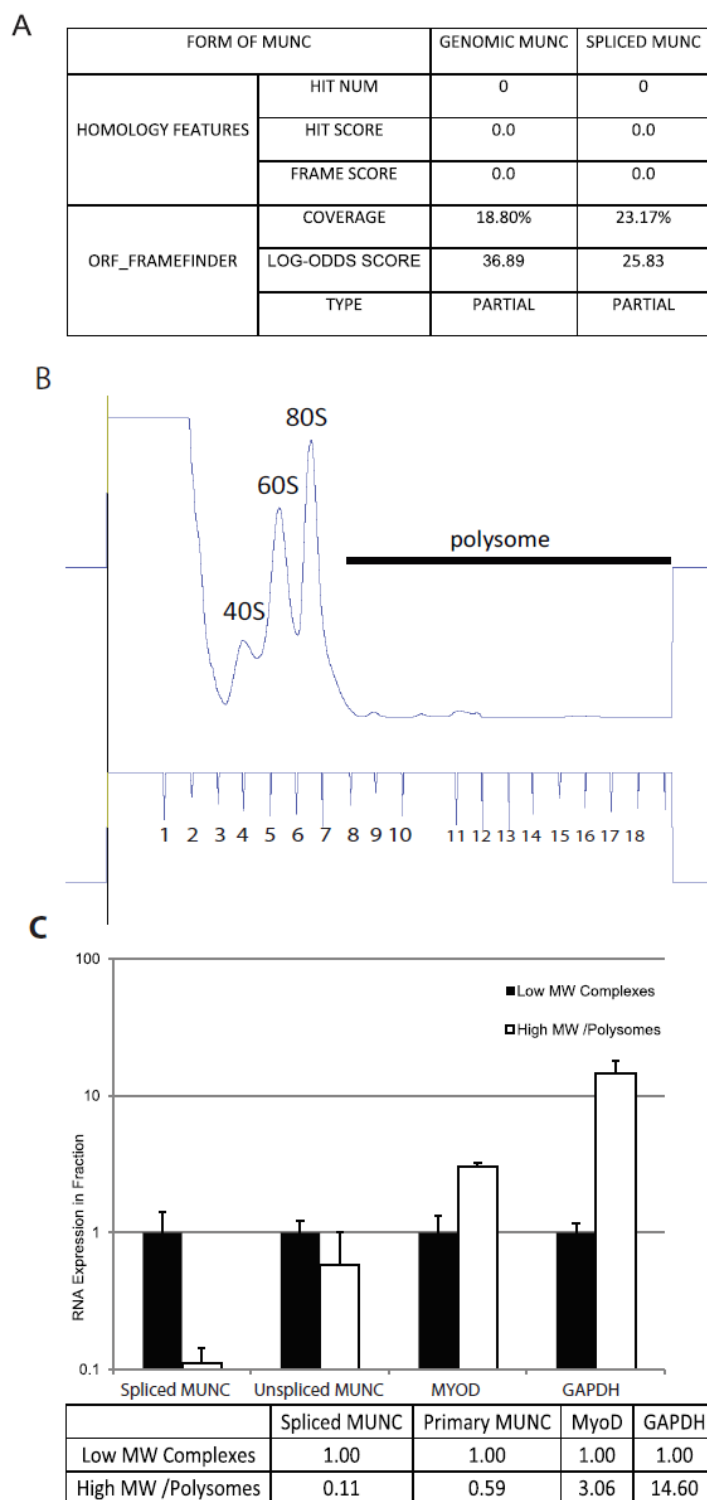 A
FORM OF MUNC GENOMIC MUNC SPLICED MUNC
HOMOLOGY FEATURES
HIT NUM 0 0
HIT SCORE 0.0 0.0
FRAME SCORE 0.0 0.0
ORF_FRAMEFINDER
COVERAGE 18.80% 23.17%
LOG-ODDS SCORE 36.89 25.83
TYPE PARTIAL PARTIAL
B
80S
60S
40S
polysome
1 2 3 4 5 6 7 8 9 10 11 12 13 14 15 16 17 18
C
100
10
1
0.1
RNA Expression in Fraction
Low MW Complexes
High MW /Polysomes
Spliced MUNC Unspliced MUNC MYOD GAPDH
Spliced MUNC Primary MUNC MyoD GAPDH
Low MW Complexes 1.00 1.00 1.00 1.00
High MW /Polysomes 0.11 0.59 3.06 14.60